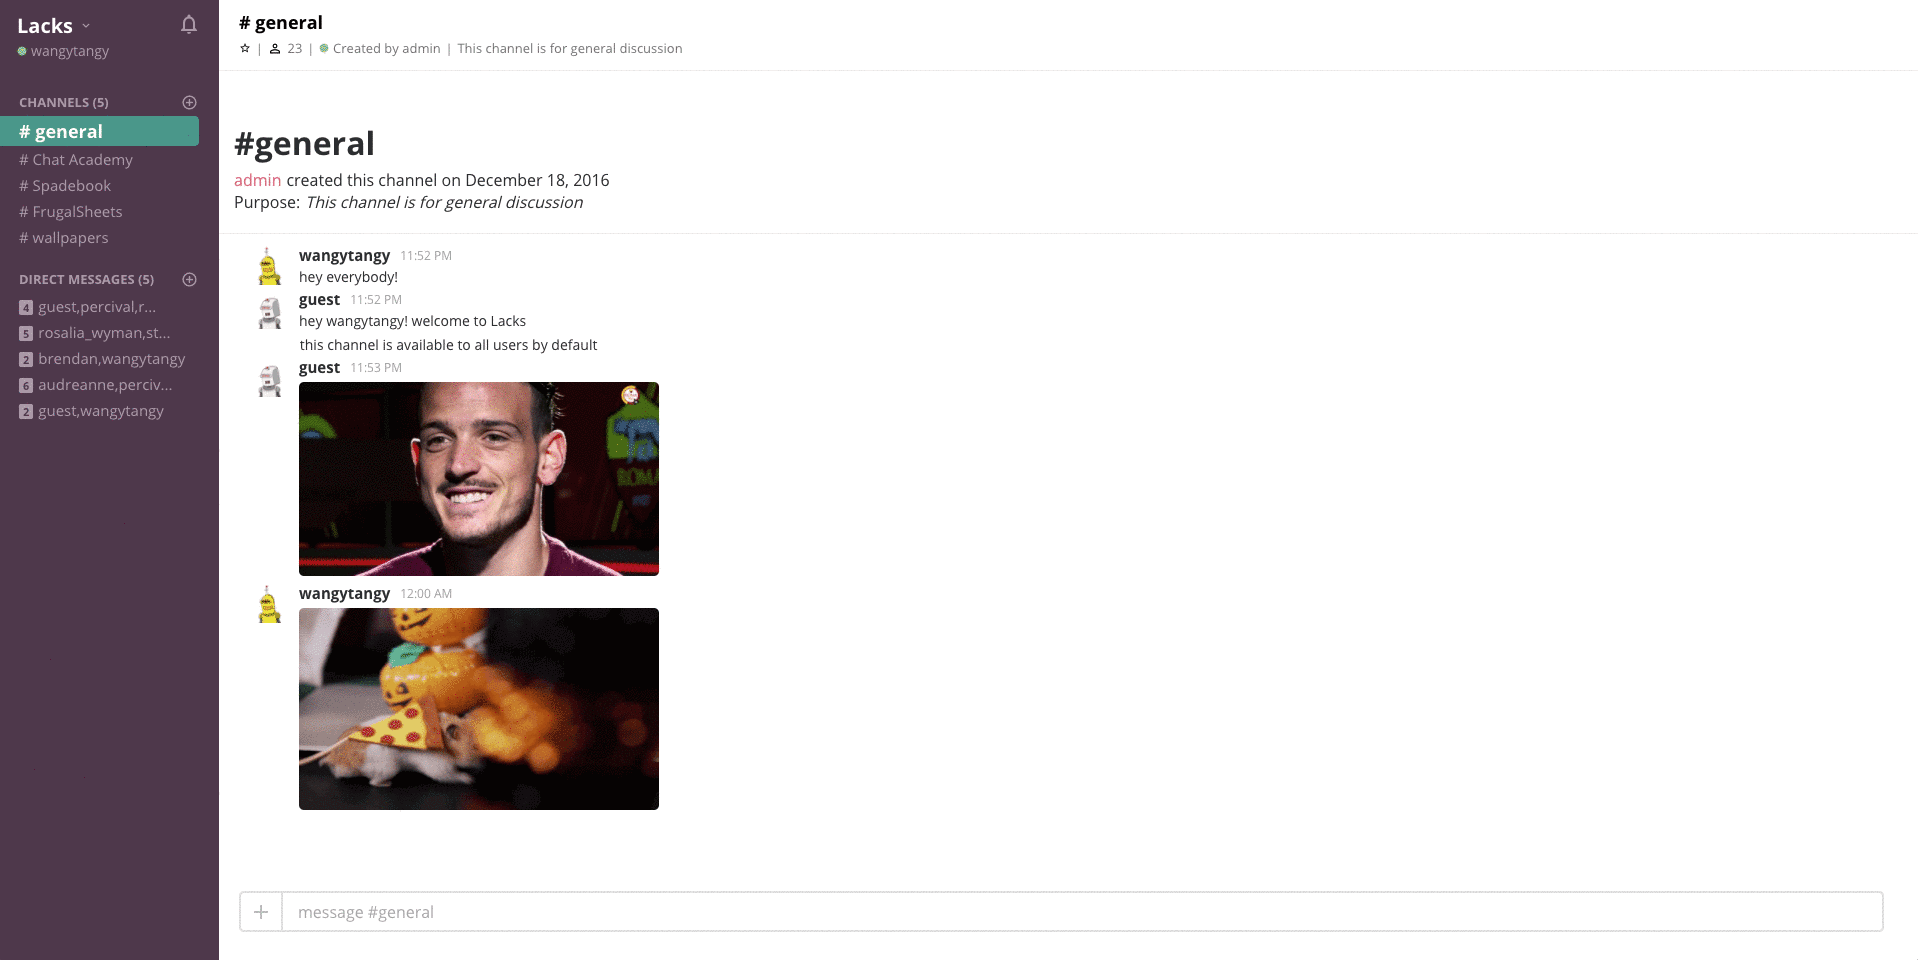 Lacks
wangytangy
CHANNELS (5)
# general
# Chat Academy
# Spadebook
# FrugalSheets
# wallpapers
DIRECT MESSAGES (5)
4 guest,percival,r...
5 rosalia_wyman,st...
2 brendan,wangytangy
6 audreanne,perciv...
2 guest,wangytangy
# general
| 23 | Created by admin | This channel is for general discussion
#general
admin created this channel on December 18, 2016
Purpose: This channel is for general discussion
wangytangy 11:52 PM
hey everybody!
guest 11:52 PM
hey wangytangy! welcome to Lacks
this channel is available to all users by default
guest 11:53 PM
ROMA
wangytangy 12:00 AM
message #general